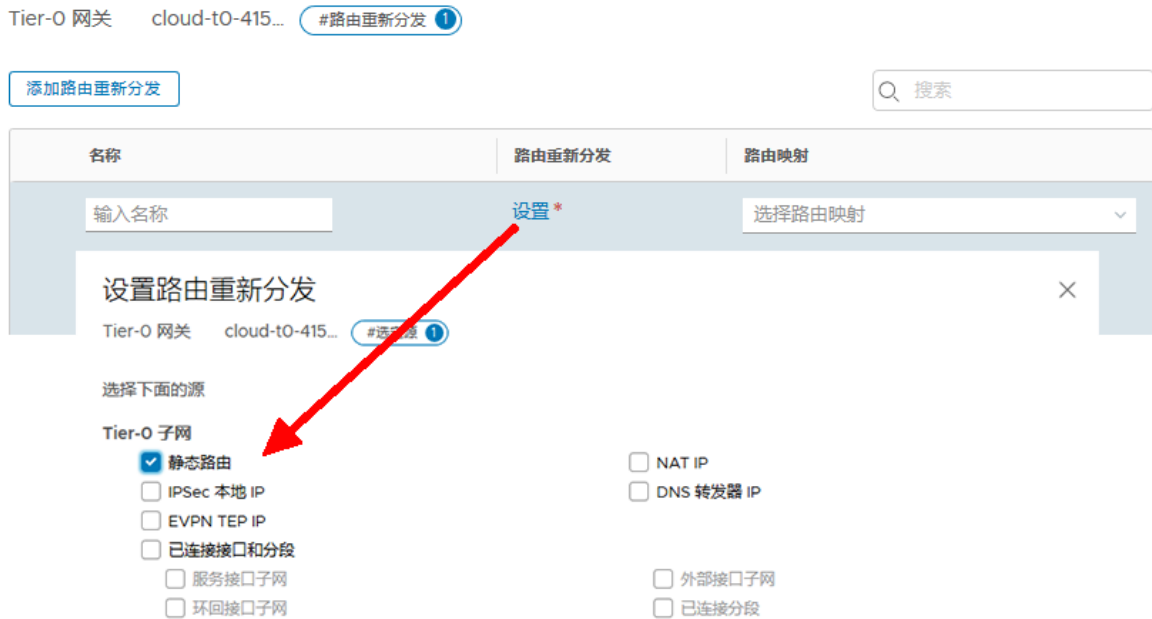 Tier-0 网关 cloud-t0-415... #路由重新分发 1
添加路由重新分发 搜索
名称 路由重新分发 路由映射
输入名称 设置 * 选择路由映射
设置路由重新分发
Tier-0 网关 cloud-t0-415... 1
选择下面的源
Tier-0 子网
静态路由 NAT IP
IPSec 本地 IP DNS 转发器 IP
EVPN TEP IP
已连接接口和分段
服务接口子网 外部接口子网
环回接口子网 已连接分段